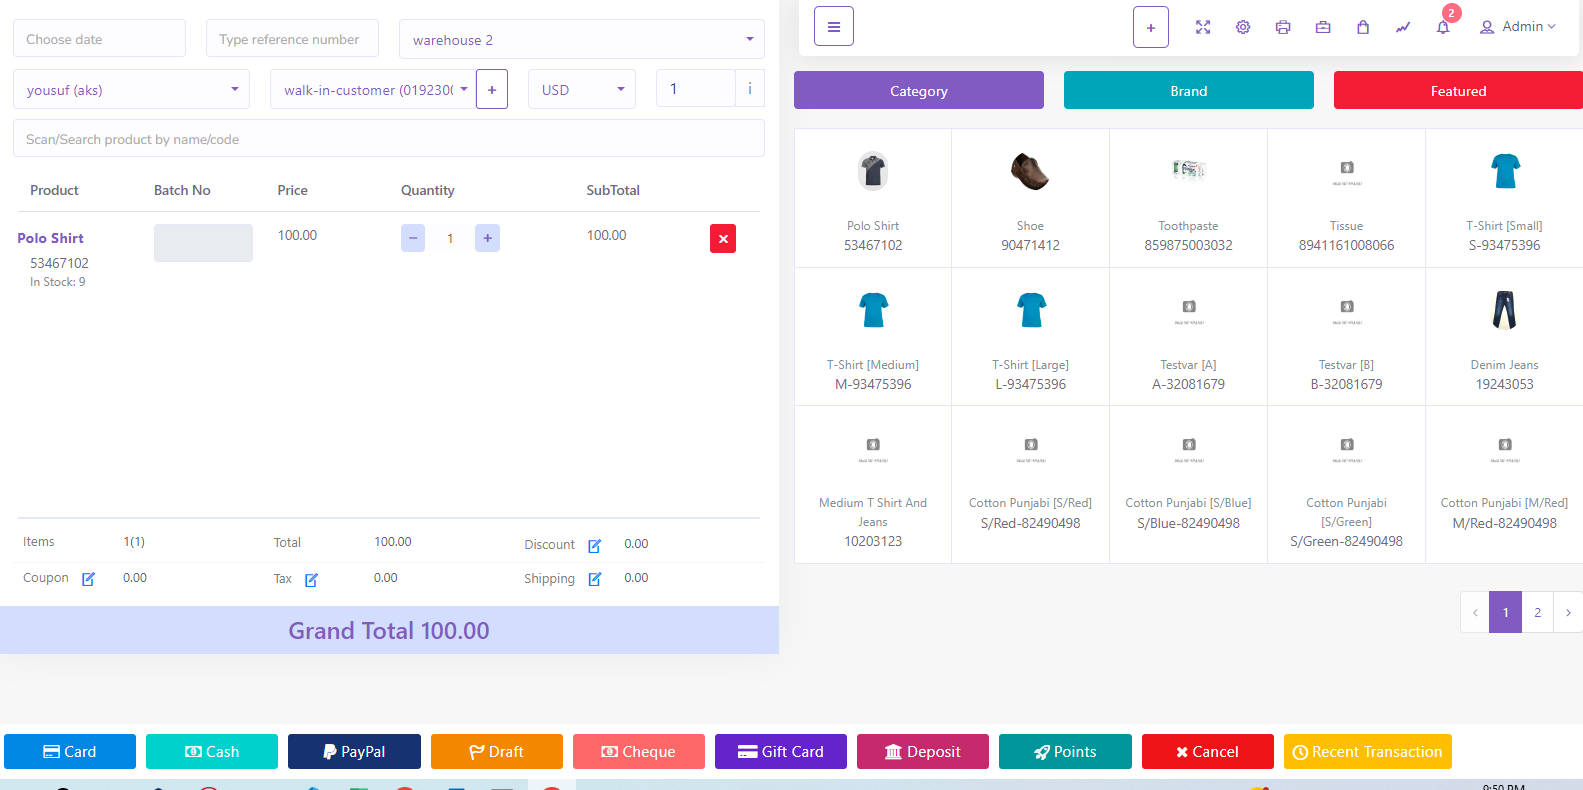 Choose date
Type reference number
warehouse 2
yousuf (aks)
walk-in-customer (019230
+
USD
1
i
Scan/Search product by name/code
Product Batch No Price Quantity SubTotal
Polo Shirt 100.00 − 1 + 100.00
53467102
In Stock: 9
Items 1(1) Total 100.00 Discount 0.00
Coupon 0.00 Tax 0.00 Shipping 0.00
Grand Total 100.00
+
2
Admin
Category Brand Featured
Polo Shirt
53467102
Shoe
90471412
Toothpaste
859875003032
Tissue
8941161008066
T-Shirt [Small]
S-93475396
T-Shirt [Medium]
M-93475396
T-Shirt [Large]
L-93475396
Testvar [A]
A-32081679
Testvar [B]
B-32081679
Denim Jeans
19243053
Medium T Shirt And
Jeans
10203123
Cotton Punjabi [S/Red]
S/Red-82490498
Cotton Punjabi [S/Blue]
S/Blue-82490498
Cotton Punjabi
[S/Green]
S/Green-82490498
Cotton Punjabi [M/Red]
M/Red-82490498
‹ 1 2 ›
Card Cash PayPal Draft Cheque Gift Card Deposit Points Cancel Recent Transaction
9:50 PM